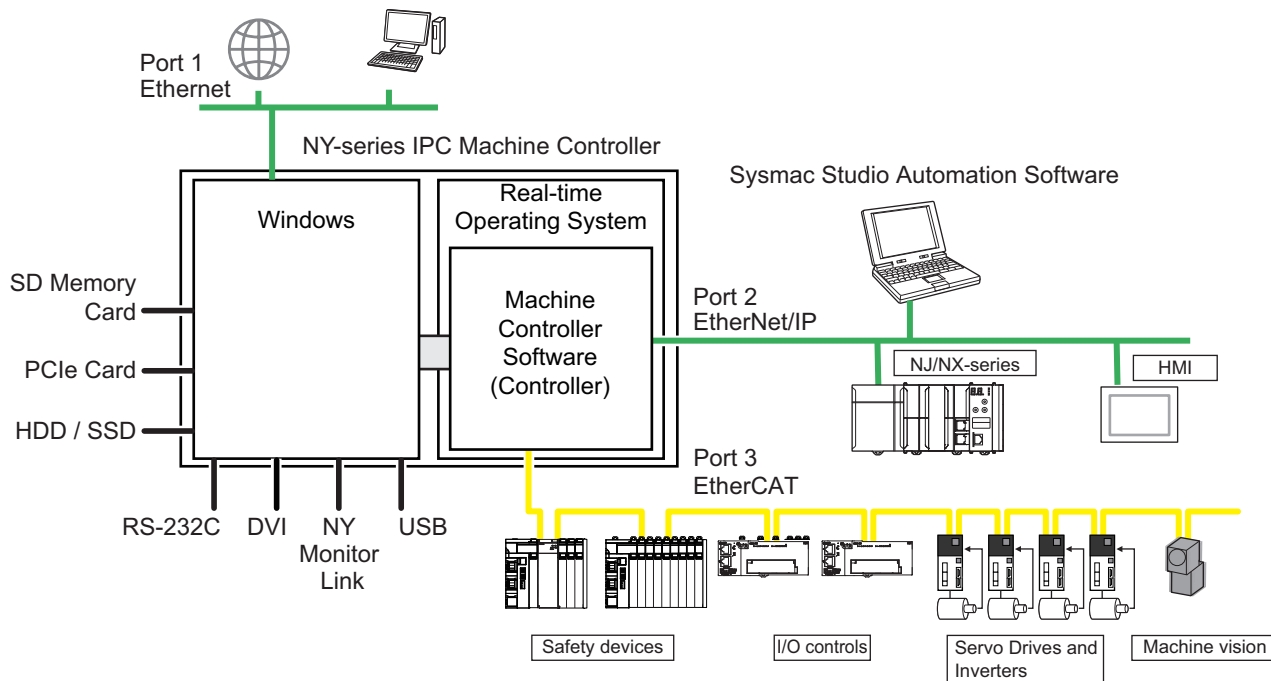 Port 1
Ethernet
NY-series IPC Machine Controller
Sysmac Studio Automation Software
Windows
Real-time
Operating System
Machine
Controller
Software
(Controller)
SD Memory
Card
PCIe Card
HDD / SSD
Port 2
EtherNet/IP
NJ/NX-series
HMI
Port 3
EtherCAT
RS-232C
DVI
NY
Monitor
Link
USB
Safety devices
I/O controls
Servo Drives and
Inverters
Machine vision